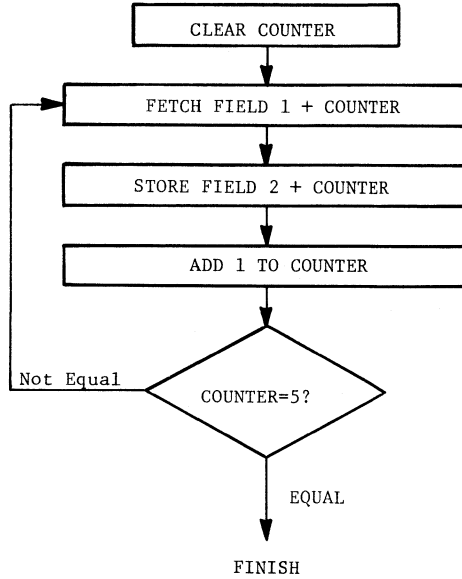 CLEAR COUNTER
FETCH FIELD 1 + COUNTER
STORE FIELD 2 + COUNTER
ADD 1 TO COUNTER
COUNTER=5?
Not Equal
EQUAL
FINISH